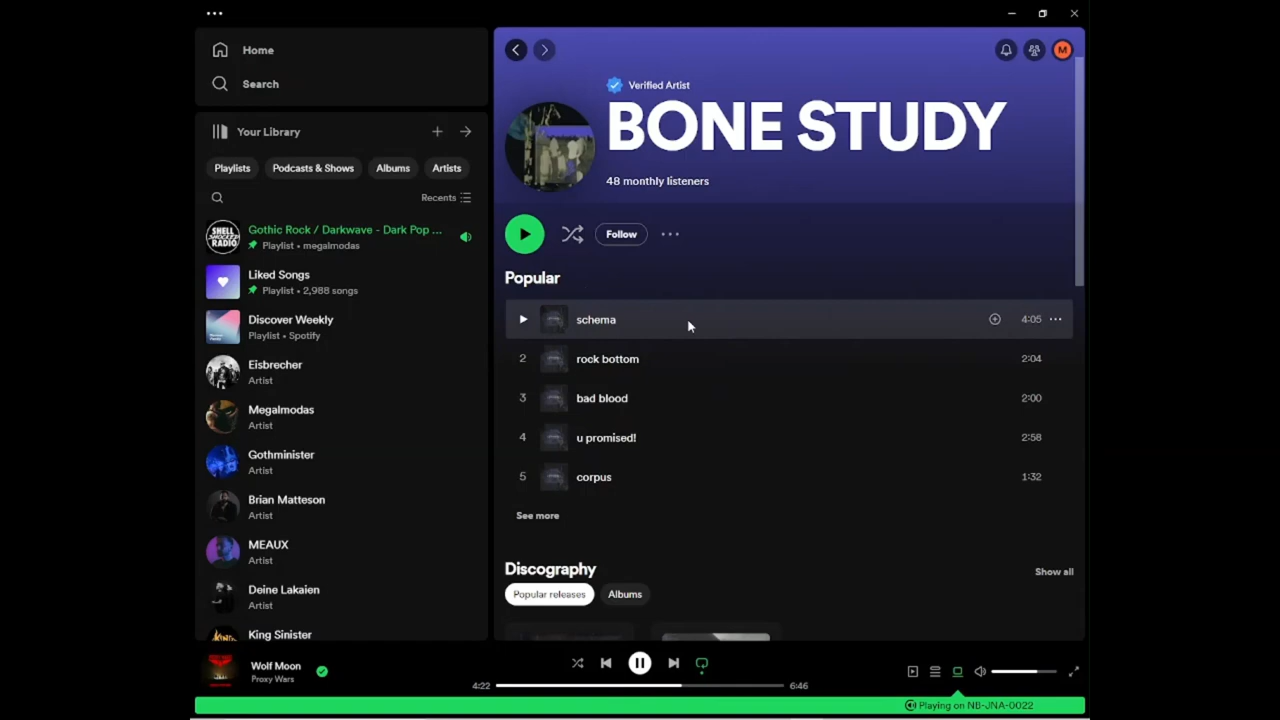 Home
Search
Your Library
Playlists
Podcasts & Shows
Albums
Artists
Recents
SHELL SHOCKED RADIO
Gothic Rock / Darkwave - Dark Pop ...
Playlist • megalmodas
Liked Songs
Playlist • 2,988 songs
Discover Weekly
Playlist • Spotify
Eisbrecher
Artist
Megalmodas
Artist
Gothminister
Artist
Brian Matteson
Artist
MEAUX
Artist
Deine Lakaien
Artist
King Sinister
M
Verified Artist
BONE STUDY
48 monthly listeners
Follow
Popular
schema 4:05
2 rock bottom 2:04
3 bad blood 2:00
4 u promised! 2:58
5 corpus 1:32
See more
Discography
Show all
Popular releases
Albums
Wolf Moon
Proxy Wars
4:22
6:46
Playing on NB-JNA-0022